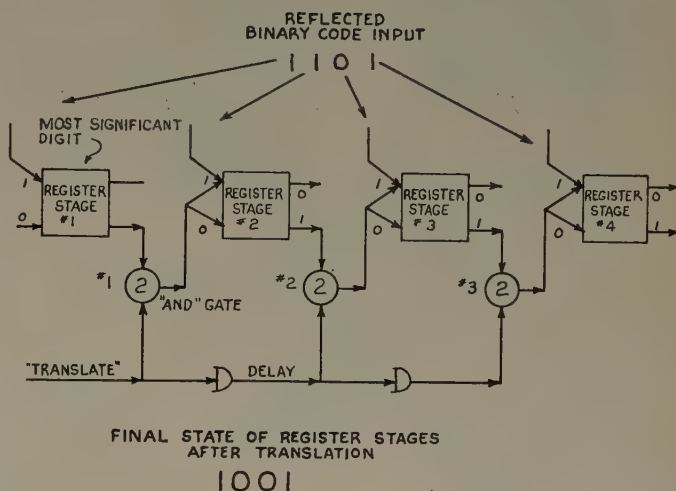 REFLECTED
BINARY CODE INPUT
1 1 0 1
MOST SIGNIFICANT
DIGIT
1
REGISTER
STAGE
#1
0
1
REGISTER
STAGE
#2
0
0
1
1
REGISTER
STAGE
#3
0
0
1
1
REGISTER
STAGE
#4
0
0
1
#1
2
"AND" GATE
#2
2
#3
2
"TRANSLATE"
DELAY
FINAL STATE OF REGISTER STAGES
AFTER TRANSLATION
1001